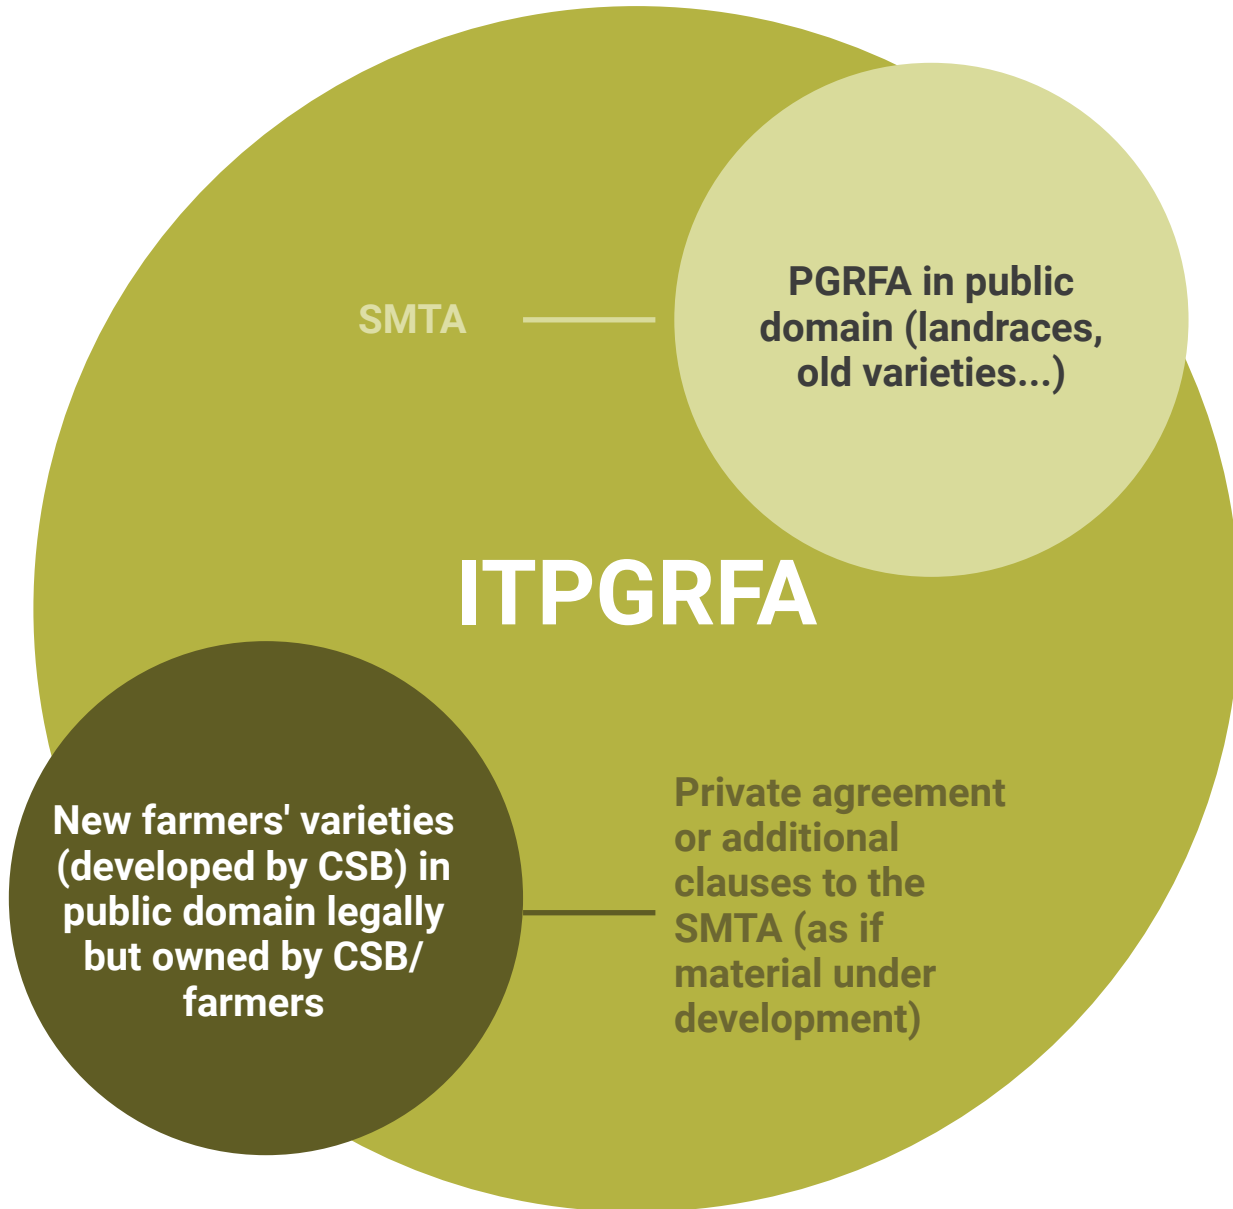 SMTA
PGRFA in public
domain (landraces,
old varieties...)
ITPGRFA
New farmers' varieties
(developed by CSB) in
public domain legally
but owned by CSB/
farmers
Private agreement
or additional
clauses to the
SMTA (as if
material under
development)